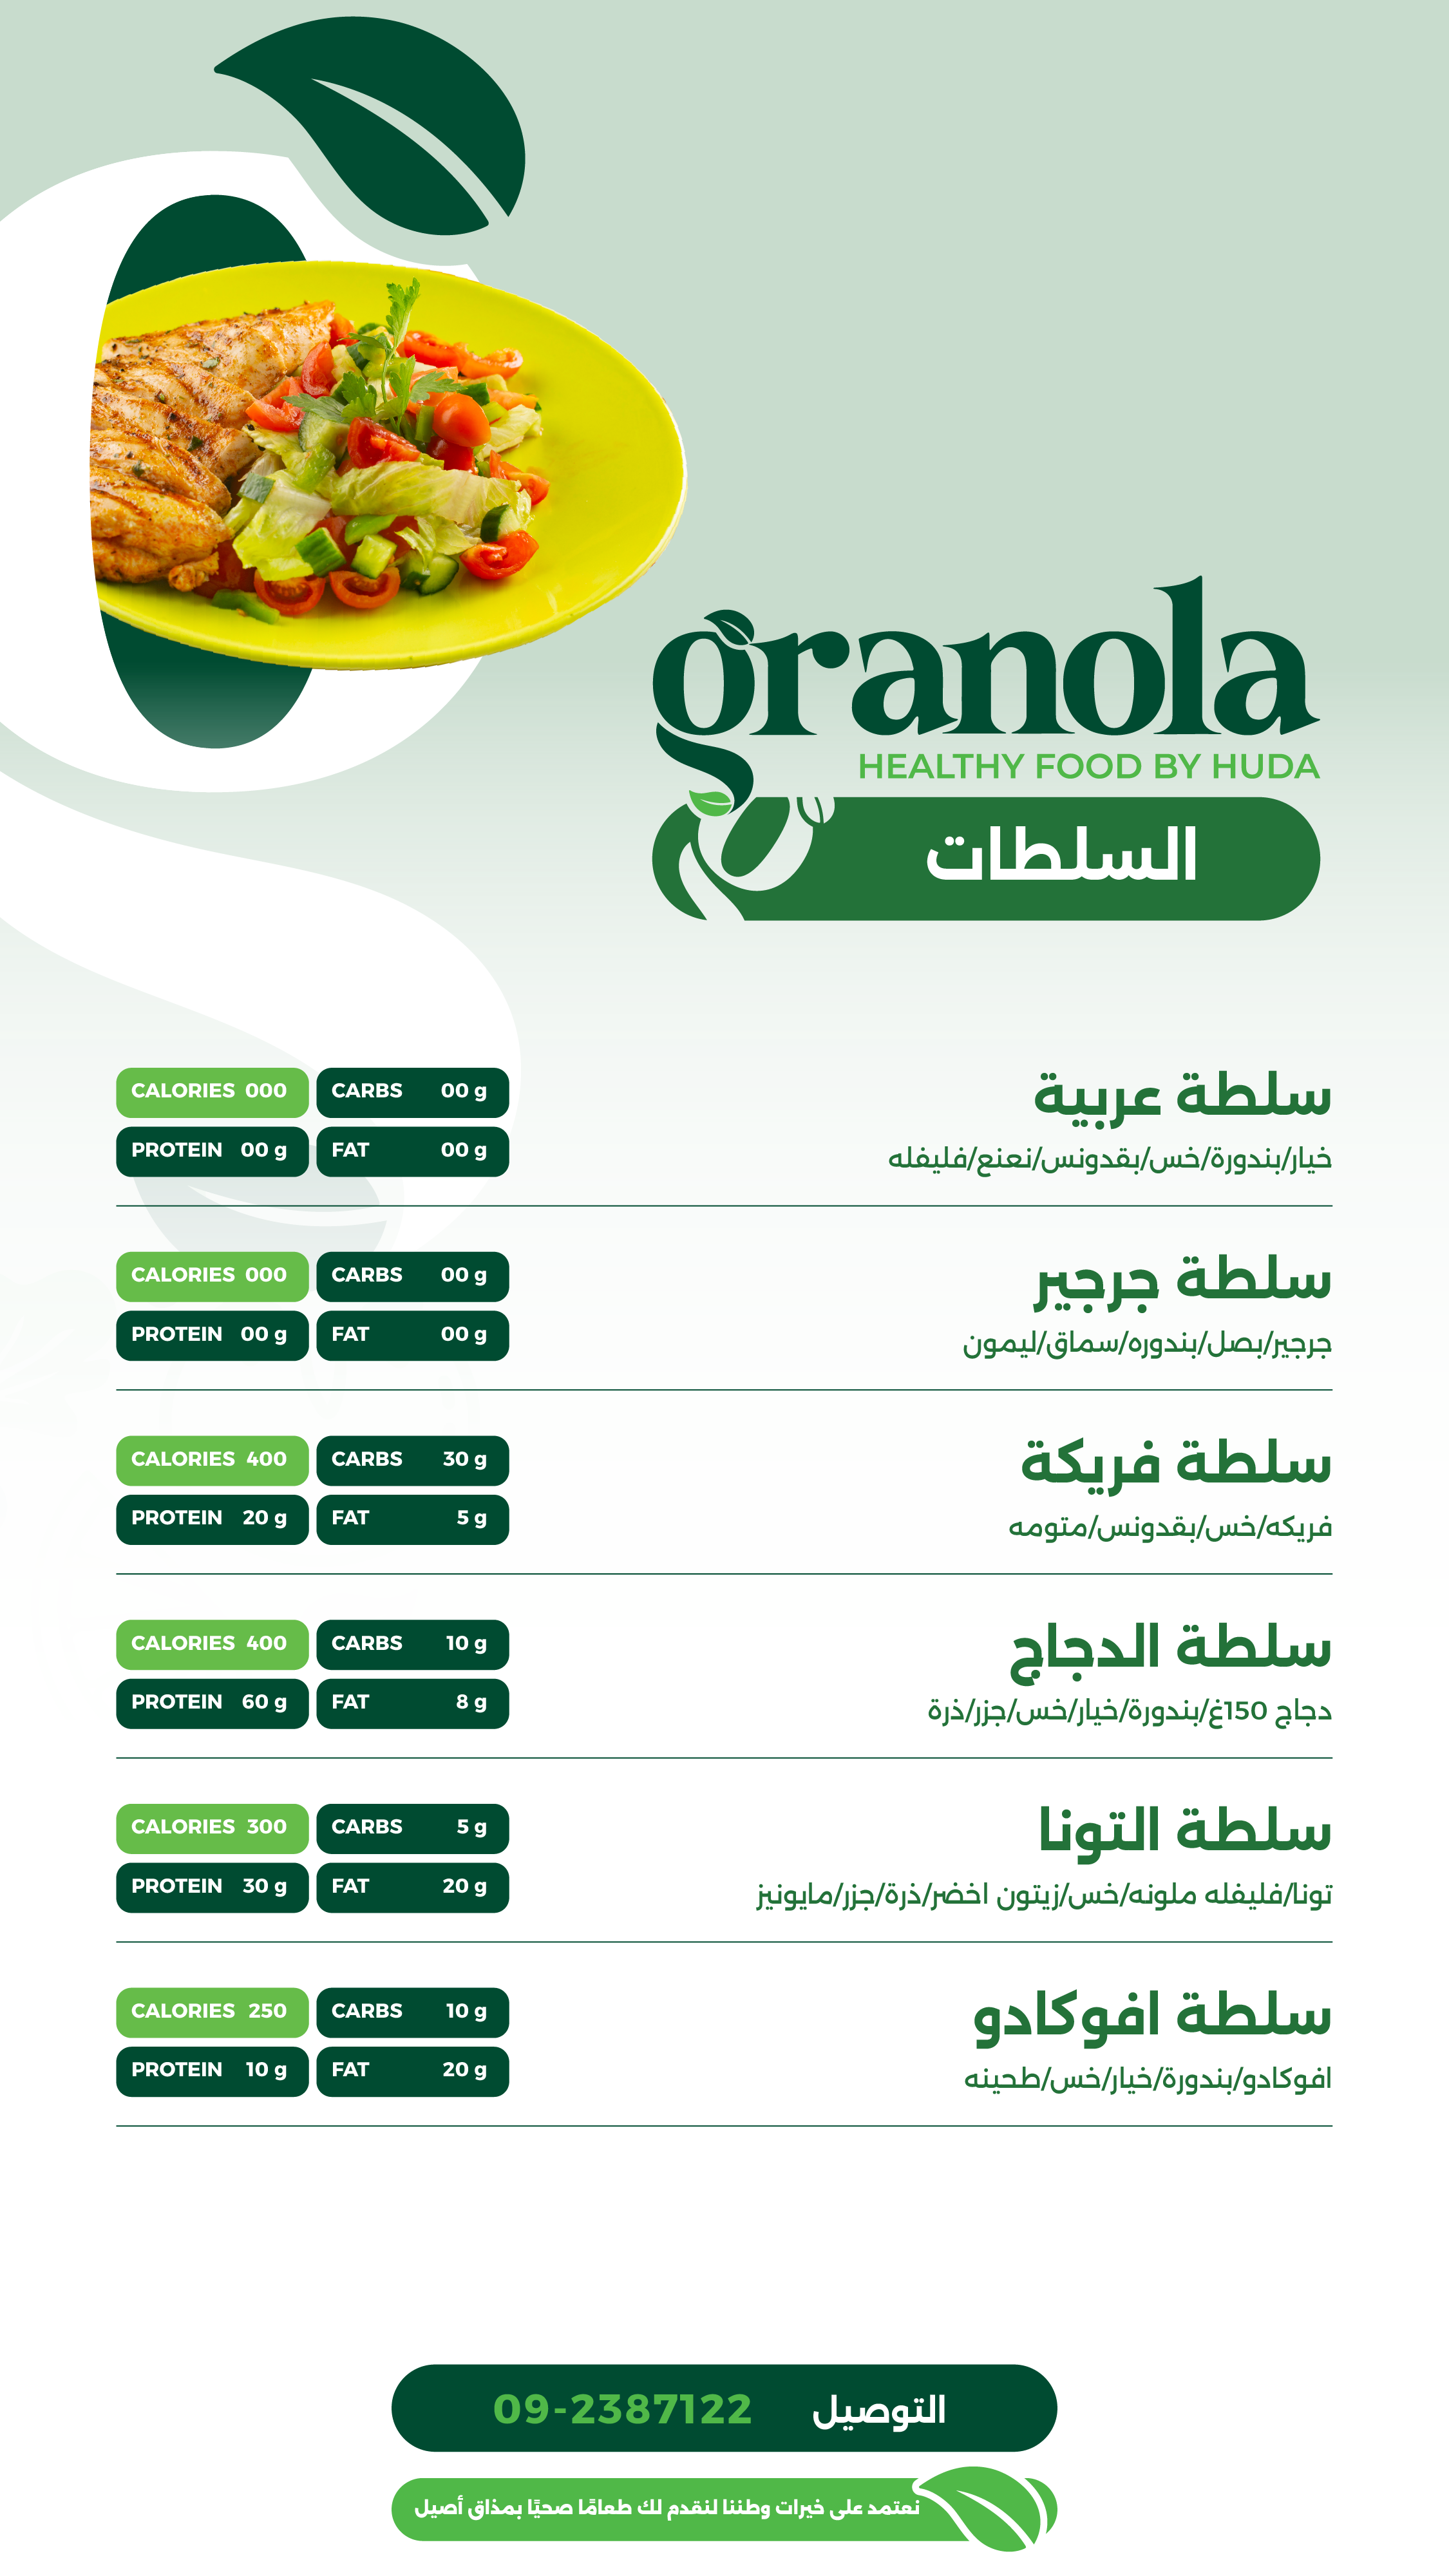 granola
HEALTHY FOOD BY HUDA
السلطات
سلطة عربية
خيار/بندورة/خس/بقدونس/نعنع/فليفله
CALORIES 000 CARBS 00 g
PROTEIN 00 g FAT 00 g
سلطة جرجير
جرجير/بصل/بندوره/سماق/ليمون
CALORIES 000 CARBS 00 g
PROTEIN 00 g FAT 00 g
سلطة فريكة
فريكه/خس/بقدونس/متومه
CALORIES 400 CARBS 30 g
PROTEIN 20 g FAT 5 g
سلطة الدجاج
دجاج 150غ/بندورة/خيار/خس/جزر/ذرة
CALORIES 400 CARBS 10 g
PROTEIN 60 g FAT 8 g
سلطة التونا
تونا/فليفله ملونه/خس/زيتون اخضر/ذرة/جزر/مايونيز
CALORIES 300 CARBS 5 g
PROTEIN 30 g FAT 20 g
سلطة افوكادو
افوكادو/بندورة/خيار/خس/طحينه
CALORIES 250 CARBS 10 g
PROTEIN 10 g FAT 20 g
التوصيل 09-2387122
نعتمد على خيرات وطننا لنقدم لك طعامًا صحيًا بمذاق أصيل